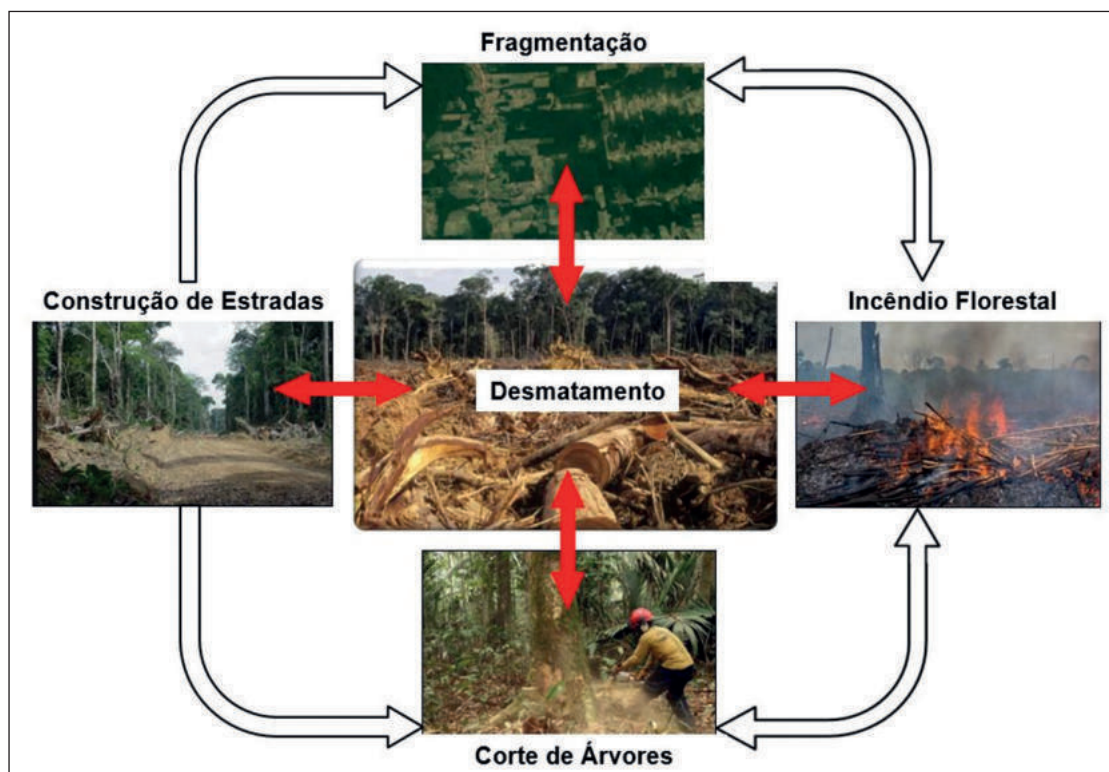 Fragmentação
Construção de Estradas
Incêndio Florestal
Desmatamento
Corte de Árvores